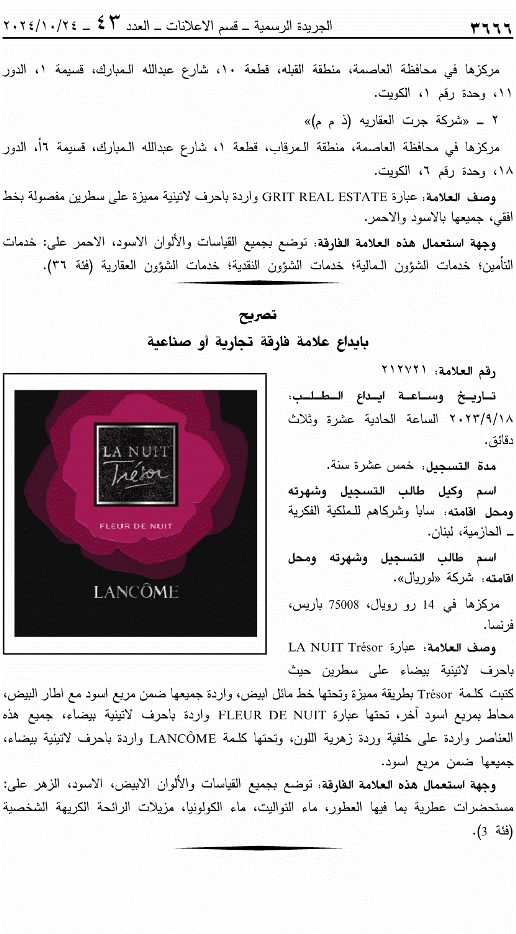 ٣٦٦٦
الجريدة الرسمية ــ قسم الاعلانات ــ العدد ٤٣ ــ ٢٠٢٤/١٠/٢٤
مركزها في محافظة العاصمة، منطقة القبله، قطعة ١٠، شارع عبدالله المبارك، قسيمة ١، الدور
١١، وحدة رقم ١، الكويت.
٢ ــ «شركة جرت العقاريه (ذ م م)»
مركزها في محافظة العاصمة، منطقة المرقاب، قطعة ١، شارع عبدالله المبارك، قسيمة ٦أ، الدور
١٨، وحدة رقم ٦، الكويت.
وصف العلامة: عبارة GRIT REAL ESTATE واردة باحرف لاتينية مميزة على سطرين مفصولة بخط
افقي، جميعها بالاسود والاحمر.
وجهة استعمال هذه العلامة الفارقة: توضع بجميع القياسات والألوان الاسود، الاحمر على: خدمات
التأمين؛ خدمات الشؤون المالية؛ خدمات الشؤون النقدية؛ خدمات الشؤون العقارية (فئة ٣٦).
تصريح
بايداع علامة فارقة تجارية أو صناعية
رقم العلامة: ٢١٢٧٢١
تاريخ وساعة ايداع الطلب:
٢٠٢٣/٩/١٨ الساعة الحادية عشرة وثلاث
دقائق.
مدة التسجيل: خمس عشرة سنة.
اسم وكيل طالب التسجيل وشهرته
ومحل اقامته: سابا وشركاهم للملكية الفكرية
ــ الحازمية، لبنان.
اسم طالب التسجيل وشهرته ومحل
اقامته: شركة «لوريال».
مركزها في 14 رو رويال، 75008 باريس،
فرنسا.
وصف العلامة: عبارة LA NUIT Trésor
باحرف لاتينية بيضاء على سطرين حيث
LA NUIT
Trésor
FLEUR DE NUIT
LANCÔME
كتبت كلمة Trésor بطريقة مميزة وتحتها خط مائل ابيض، واردة جميعها ضمن مربع اسود مع اطار البيض،
محاط بمربع اسود آخر، تحتها عبارة FLEUR DE NUIT واردة باحرف لاتينية بيضاء، جميع هذه
العناصر واردة على خلفية وردة زهرية اللون، وتحتها كلمة LANCÔME واردة باحرف لاتينية بيضاء،
جميعها ضمن مربع اسود.
وجهة استعمال هذه العلامة الفارقة: توضع بجميع القياسات والألوان الابيض، الاسود، الزهر على:
مستحضرات عطرية بما فيها العطور، ماء التواليت، ماء الكولونيا، مزيلات الرائحة الكريهة الشخصية
(فئة 3).